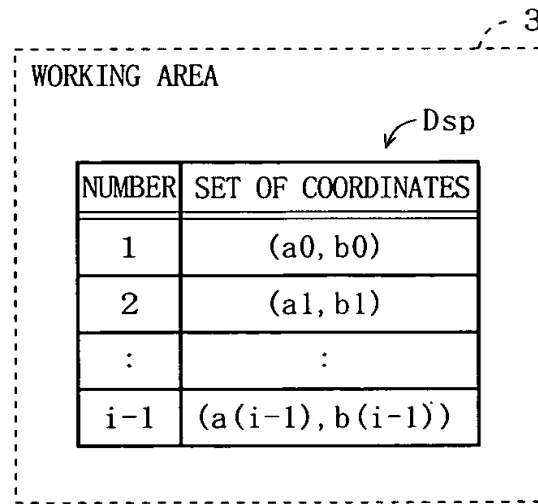 3
WORKING AREA
Dsp
NUMBER SET OF COORDINATES
1 (a0, b0)
2 (a1, b1)
: :
i-1 (a(i-1), b(i-1))